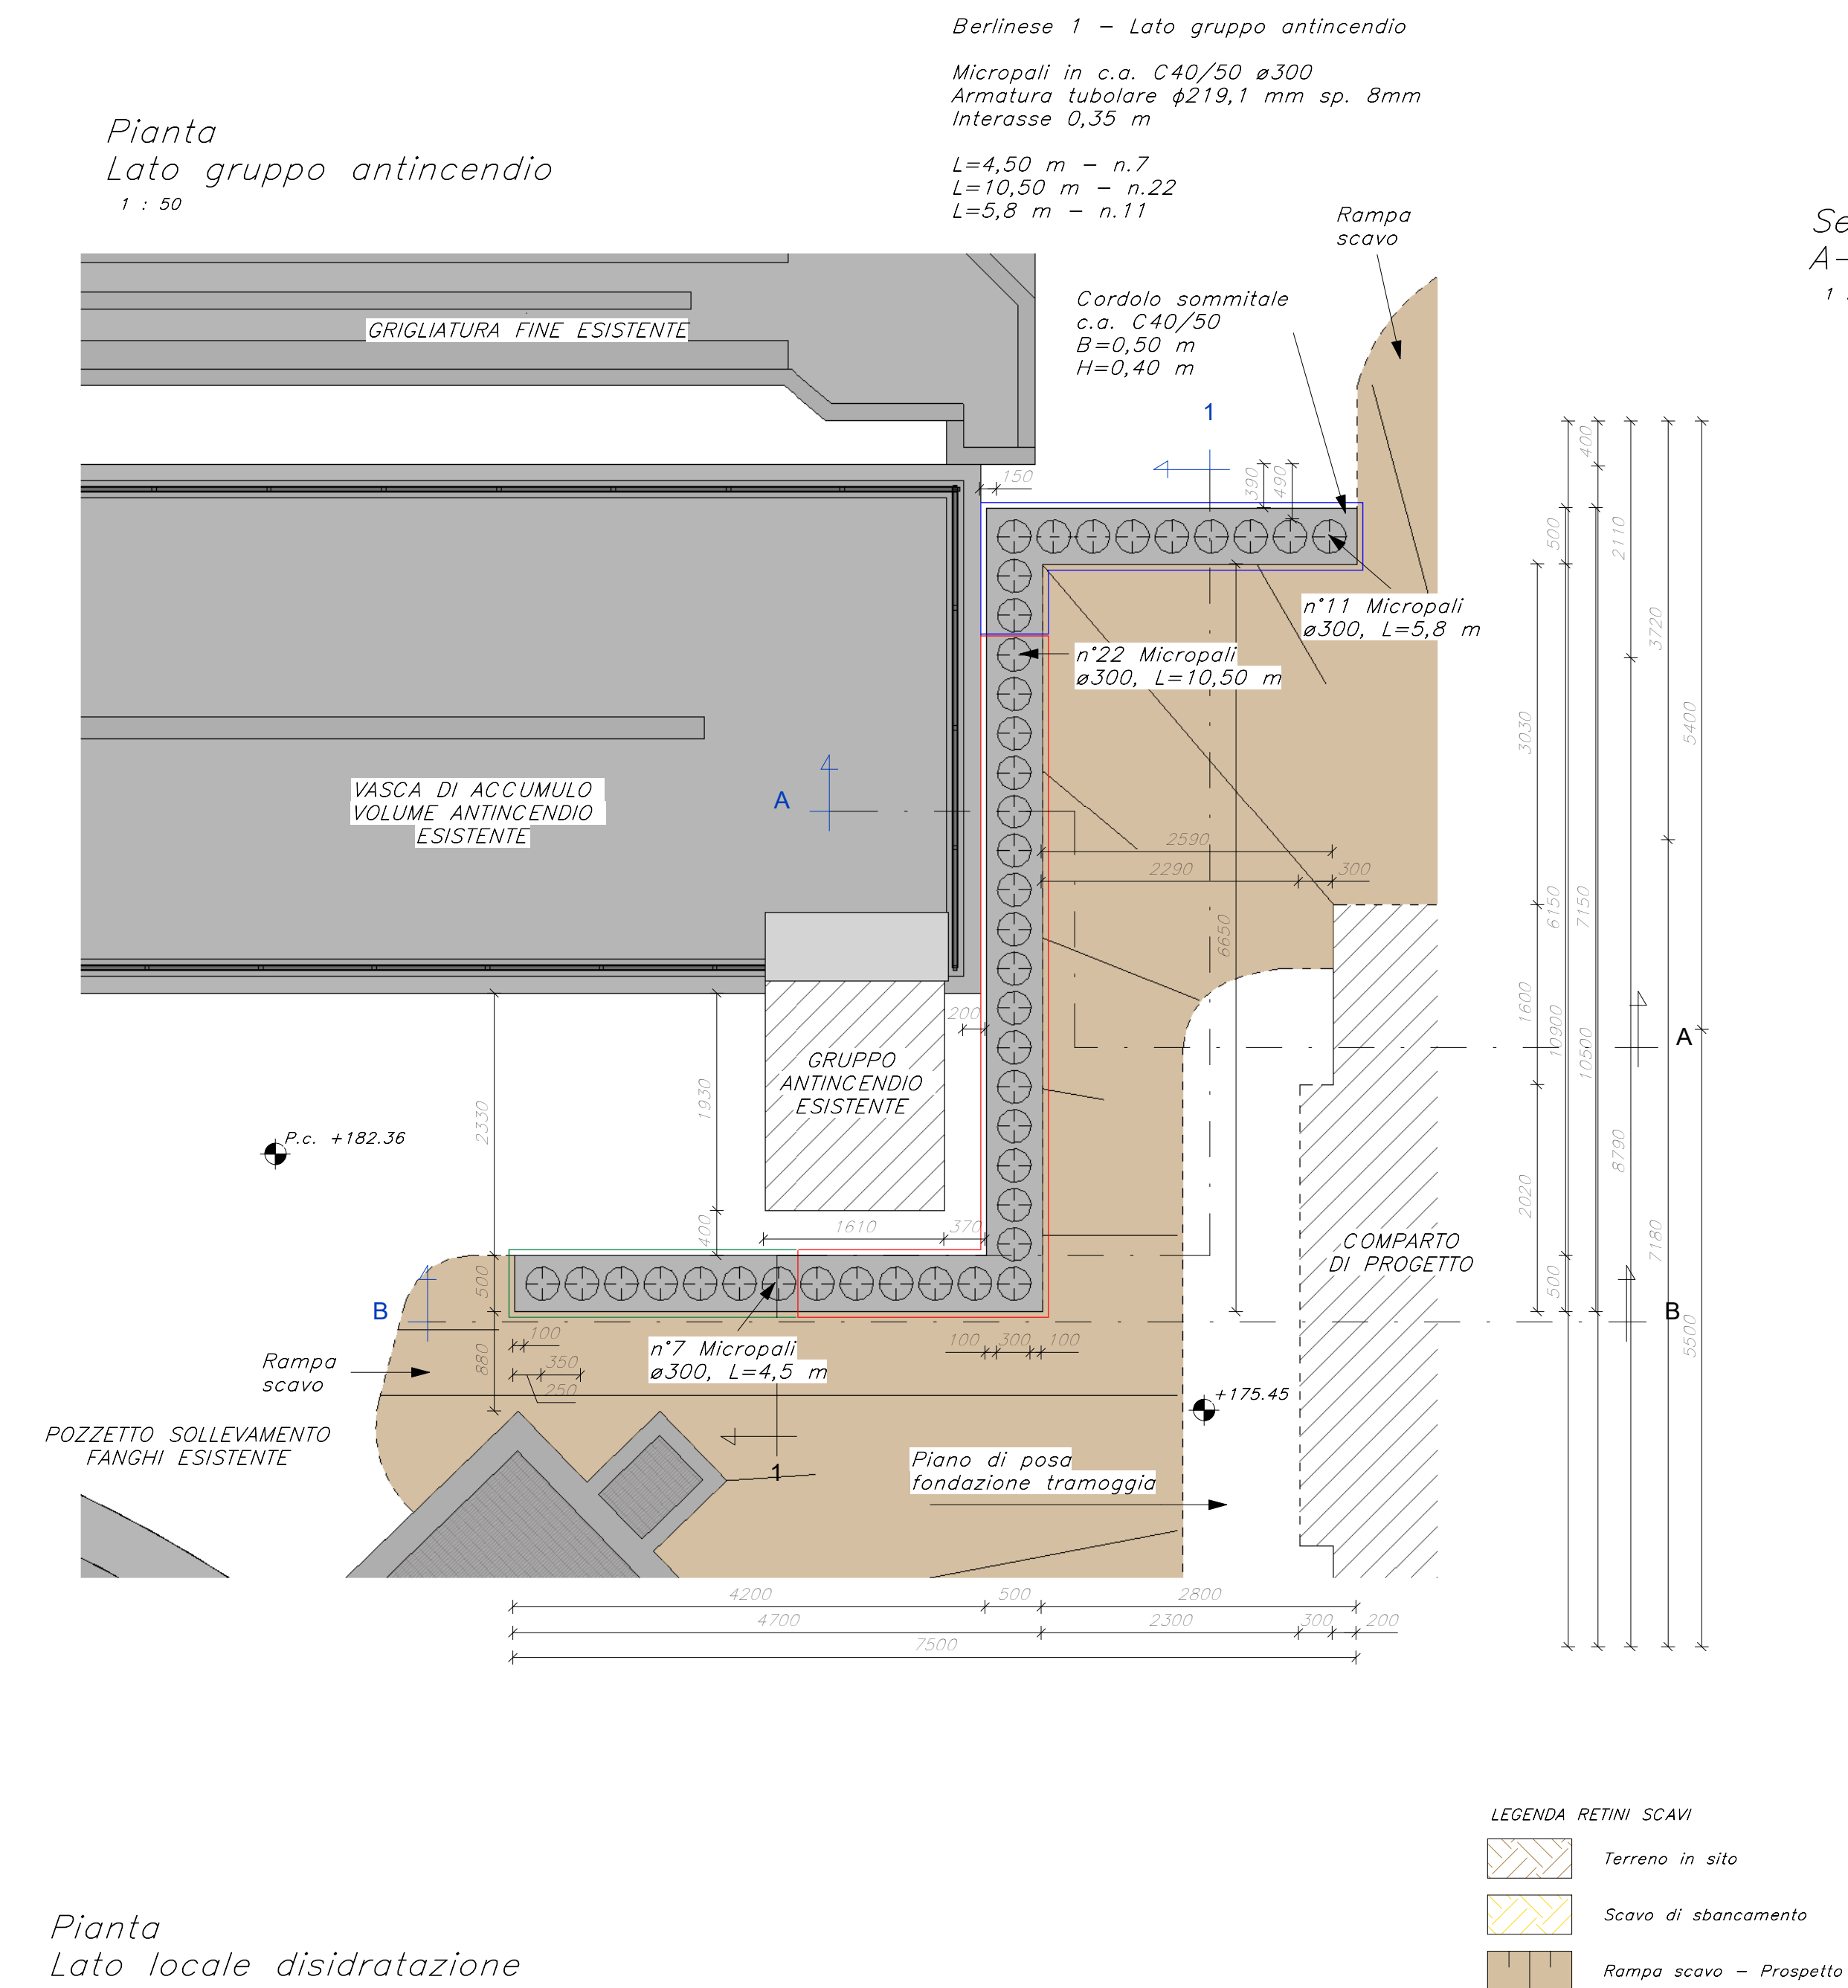 Berlinese 1 – Lato gruppo antincendio
Micropali in c.a. C40/50 ø300
Armatura tubolare ϕ219,1 mm sp. 8mm
Interasse 0,35 m
L=4,50 m – n.7
L=10,50 m – n.22
L=5,8 m – n.11
Pianta
Lato gruppo antincendio
1 : 50
Rampa
scavo
Se
A-
1 :
Cordolo sommitale
c.a. C40/50
B=0,50 m
H=0,40 m
GRIGLIATURA FINE ESISTENTE
1
150
390
490
400
500
2110
3720
5400
n°11 Micropali
ø300, L=5,8 m
n°22 Micropali
ø300, L=10,50 m
3030
VASCA DI ACCUMULO
VOLUME ANTINCENDIO
ESISTENTE
A
2590
2290
300
6650
6150
7150
200
1600
10900
10500
A
GRUPPO
ANTINCENDIO
ESISTENTE
1930
2330
P.c. +182.36
8790
2020
7180
400
1610
370
COMPARTO
DI PROGETTO
500
500
B
B
5500
100
350
250
880
n°7 Micropali
ø300, L=4,5 m
100
300
100
Rampa
scavo
+175.45
POZZETTO SOLLEVAMENTO
FANGHI ESISTENTE
1
Piano di posa
fondazione tramoggia
4200
500
2800
4700
2300
300
200
7500
LEGENDA RETINI SCAVI
Terreno in sito
Scavo di sbancamento
Rampa scavo – Prospetto
Pianta
Lato locale disidratazione